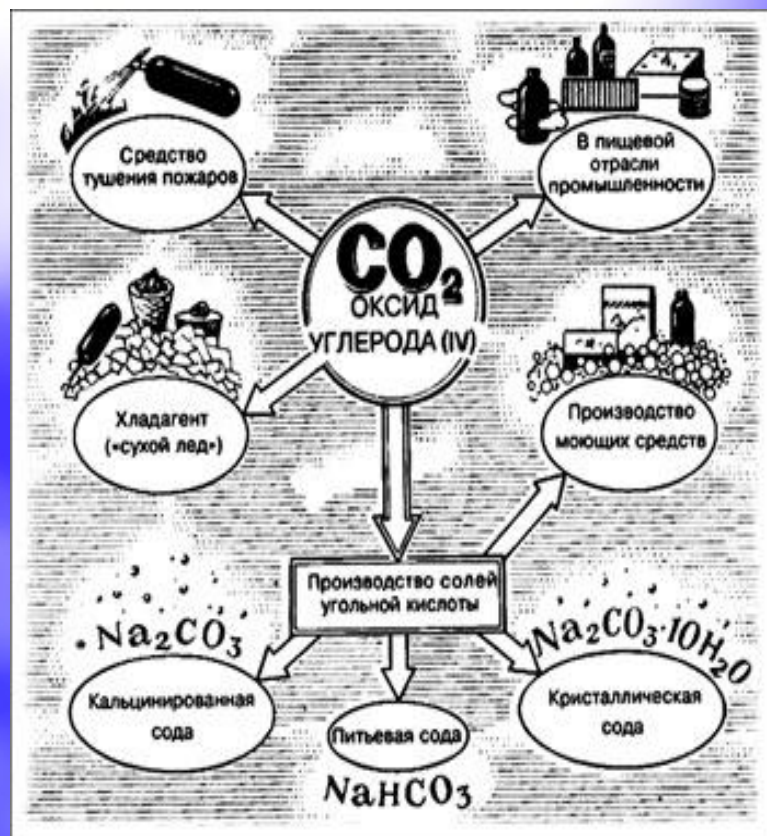 Средство
тушения пожаров
В пищевой
отрасли
промышленности
CO₂
ОКСИД
УГЛЕРОДА (IV)
Хладагент
(«сухой лед»)
Производство
моющих средств
Производство солей
угольной кислоты
Na₂CO₃
Na₂CO₃·10H₂O
Кальцинированная
сода
Питьевая сода
Кристаллическая
сода
NaHCO₃